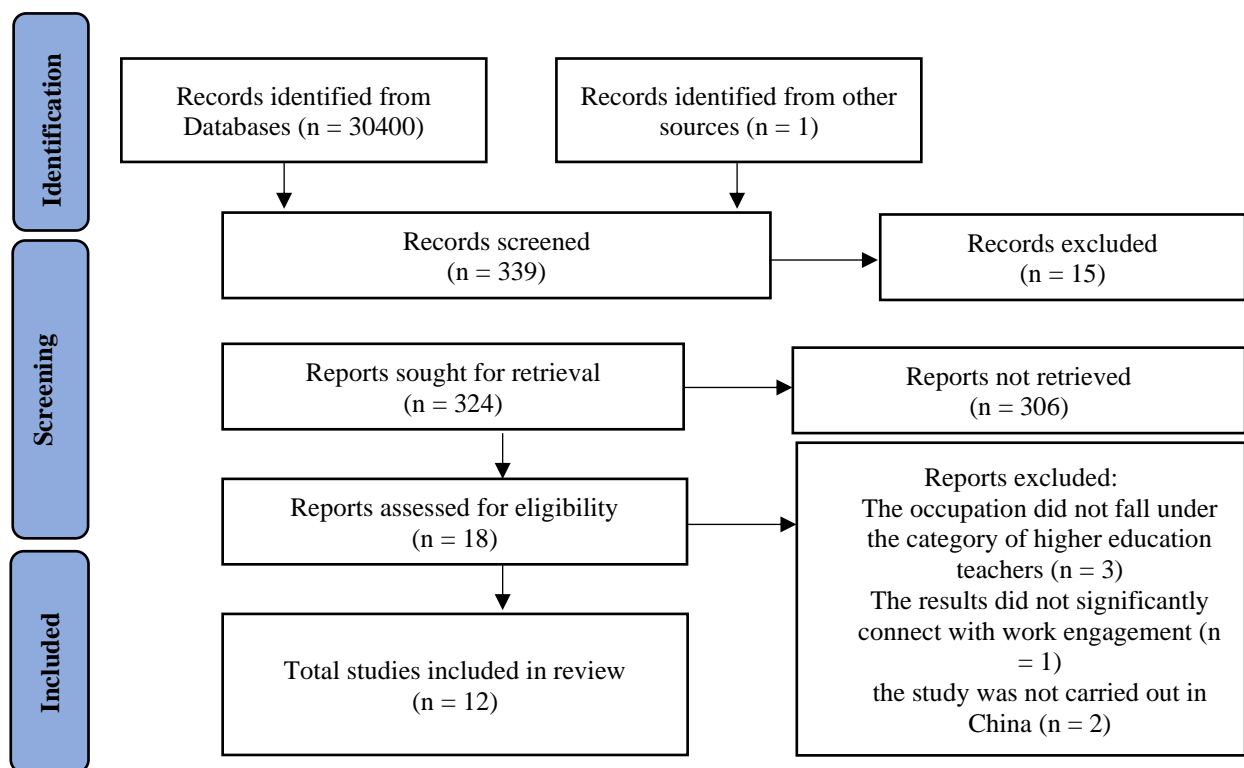 Identification
Records identified from
Databases (n = 30400)
Records identified from other
sources (n = 1)
Records screened
(n = 339)
Records excluded
(n = 15)
Screening
Reports sought for retrieval
(n = 324)
Reports not retrieved
(n = 306)
Reports assessed for eligibility
(n = 18)
Reports excluded:
The occupation did not fall under
the category of higher education
teachers (n = 3)
The results did not significantly
connect with work engagement (n
= 1)
the study was not carried out in
China (n = 2)
Included
Total studies included in review
(n = 12)